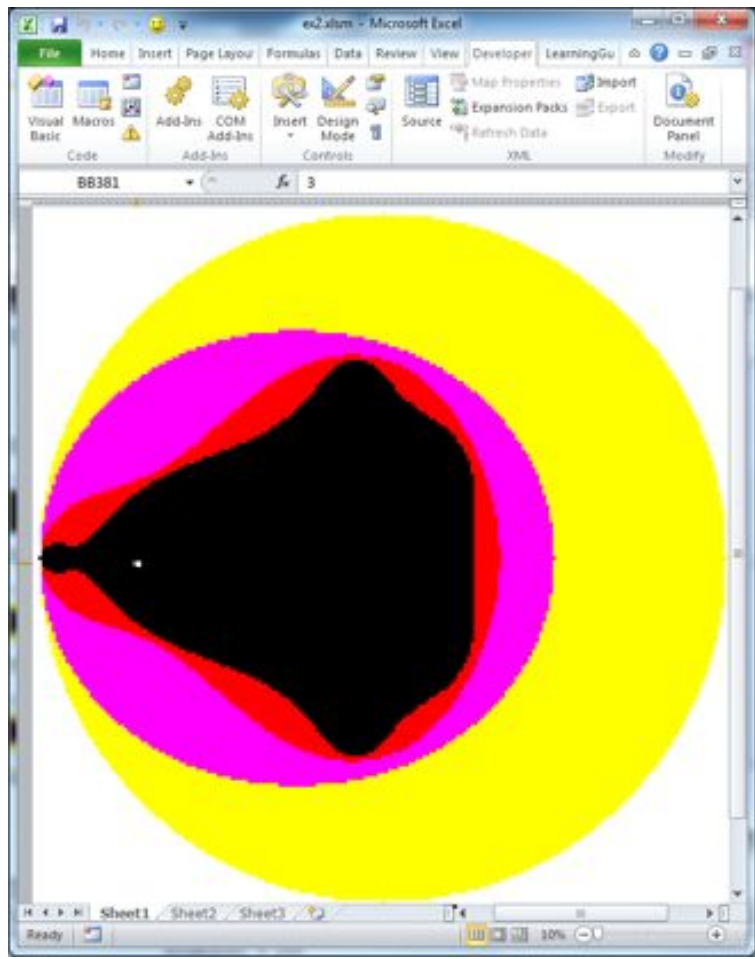 ex2.xlsm - Microsoft Excel
File Home Insert Page Layou Formulas Data Review View Developer LearningGu
Visual Basic Macros Add-Ins COM Add-Ins Insert Design Mode Source Map Properties Import Document Panel
Expansion Packs Export
Refresh Data
Code Add-Ins Controls XML Modify
BB381 fx 3
Sheet1 Sheet2 Sheet3
Ready 10%